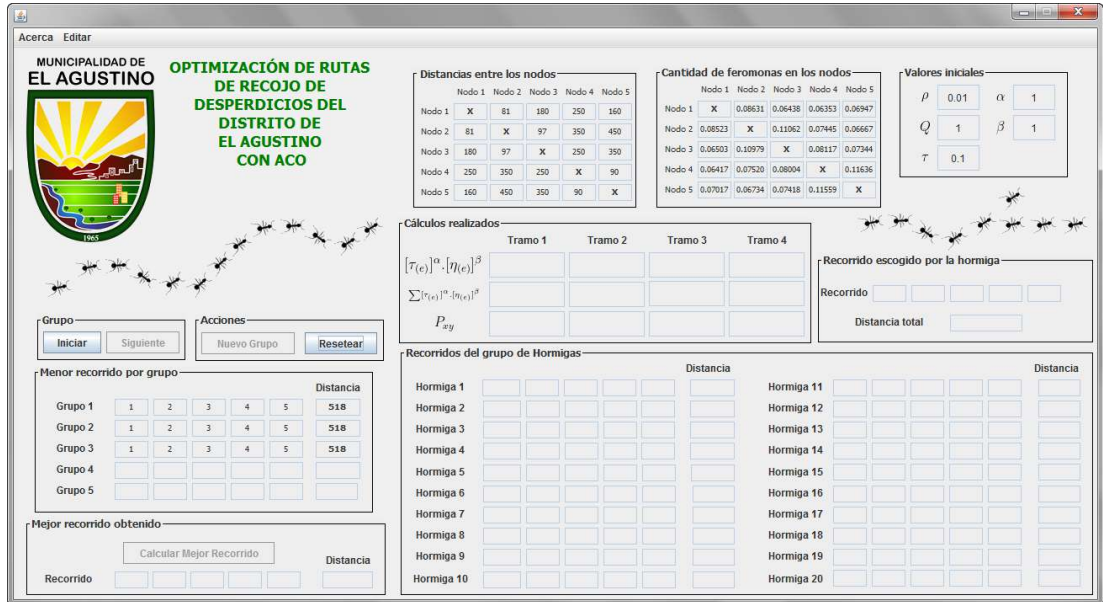 Acerca Editar
MUNICIPALIDAD DE
EL AGUSTINO
1965
OPTIMIZACIÓN DE RUTAS
DE RECOJO DE
DESPERDICIOS DEL
DISTRITO DE
EL AGUSTINO
CON ACO
Distancias entre los nodos
Nodo 1 Nodo 2 Nodo 3 Nodo 4 Nodo 5
Nodo 1 X 81 180 250 160
Nodo 2 81 X 97 350 450
Nodo 3 180 97 X 250 350
Nodo 4 250 350 250 X 90
Nodo 5 160 450 350 90 X
Cantidad de feromonas en los nodos
Nodo 1 Nodo 2 Nodo 3 Nodo 4 Nodo 5
Nodo 1 X 0.08631 0.06438 0.06353 0.06947
Nodo 2 0.08523 X 0.11062 0.07445 0.06667
Nodo 3 0.06503 0.10979 X 0.08117 0.07344
Nodo 4 0.06417 0.07520 0.08004 X 0.11636
Nodo 5 0.07017 0.06734 0.07418 0.11559 X
Valores iniciales
ρ 0.01 α 1
Q 1 β 1
τ 0.1
Cálculos realizados
Tramo 1 Tramo 2 Tramo 3 Tramo 4
[τ(e)]^α.[η(e)]^β
∑[τ(e)]^α.[η(e)]^β
P_xy
Recorrido escogido por la hormiga
Recorrido
Distancia total
Grupo
Iniciar Siguiente
Acciones
Nuevo Grupo Resetear
Menor recorrido por grupo
Distancia
Grupo 1 1 2 3 4 5 518
Grupo 2 1 2 3 4 5 518
Grupo 3 1 2 3 4 5 518
Grupo 4
Grupo 5
Mejor recorrido obtenido
Calcular Mejor Recorrido
Distancia
Recorrido
Recorridos del grupo de Hormigas
Distancia Distancia
Hormiga 1 Hormiga 11
Hormiga 2 Hormiga 12
Hormiga 3 Hormiga 13
Hormiga 4 Hormiga 14
Hormiga 5 Hormiga 15
Hormiga 6 Hormiga 16
Hormiga 7 Hormiga 17
Hormiga 8 Hormiga 18
Hormiga 9 Hormiga 19
Hormiga 10 Hormiga 20